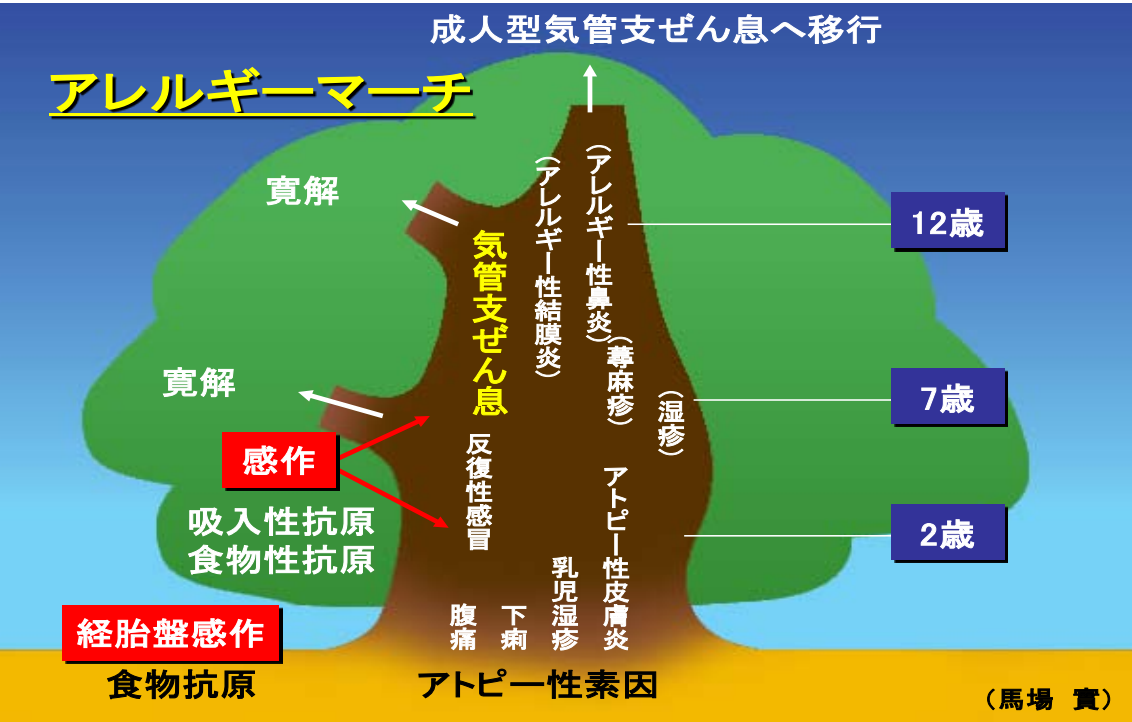 成人型気管支ぜん息へ移行
アレルギーマーチ
寛解
12歳
(アレルギー性鼻炎)
(アレルギー性結膜炎)
気管支ぜん息
(蕁麻疹)
寛解
7歳
(湿疹)
感作
反復性感冒
アトピー性皮膚炎
吸入性抗原
食物性抗原
2歳
乳児湿疹
下痢
腹痛
経胎盤感作
食物抗原
アトピー性素因
(馬場 實)